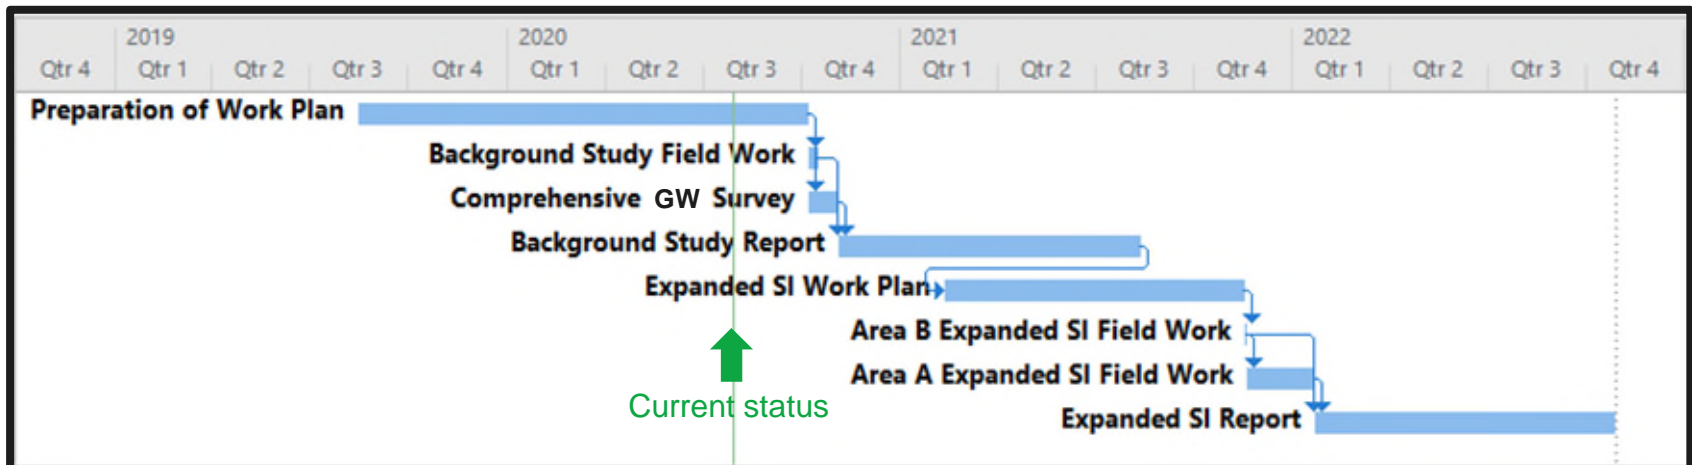 2019 2020 2021 2022
Qtr 4 Qtr 1 Qtr 2 Qtr 3 Qtr 4 Qtr 1 Qtr 2 Qtr 3 Qtr 4 Qtr 1 Qtr 2 Qtr 3 Qtr 4 Qtr 1 Qtr 2 Qtr 3 Qtr 4
Preparation of Work Plan
Background Study Field Work
Comprehensive GW Survey
Background Study Report
Expanded SI Work Plan
Area B Expanded SI Field Work
Area A Expanded SI Field Work
Current status
Expanded SI Report